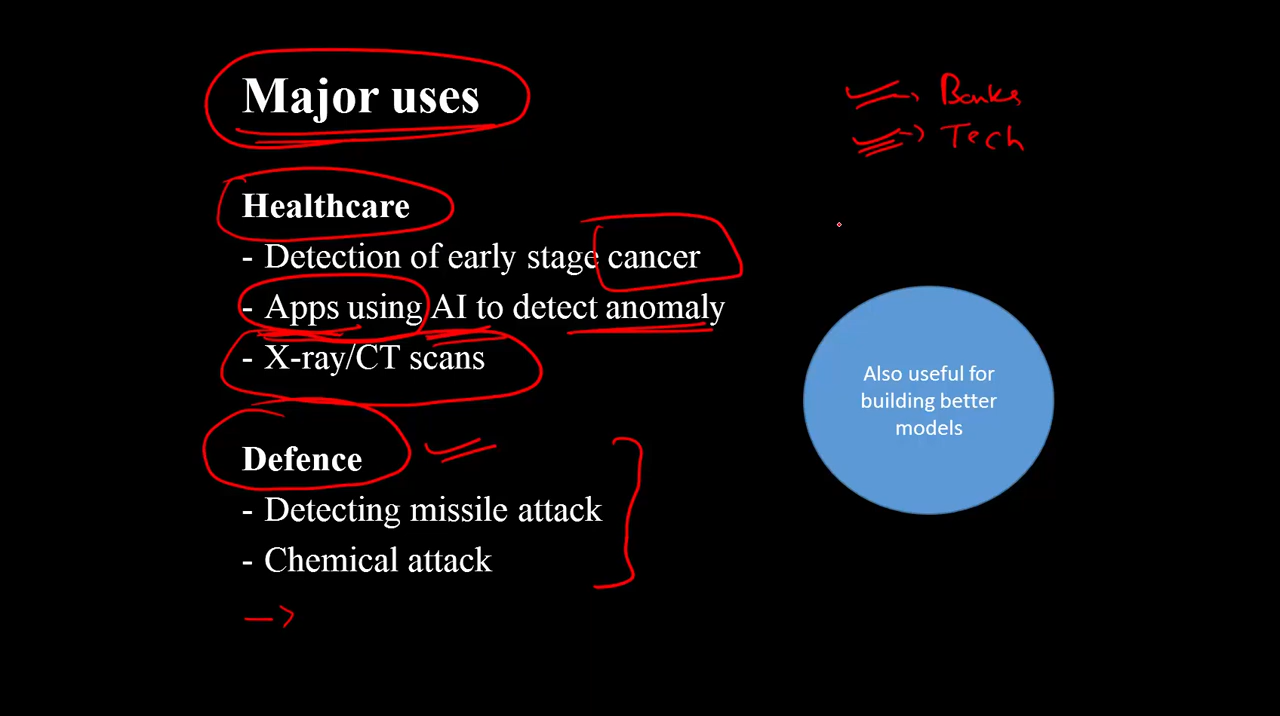 Major uses
Healthcare
- Detection of early stage cancer
- Apps using AI to detect anomaly
- X-ray/CT scans
Defence
- Detecting missile attack
- Chemical attack
Banks
Tech
Also useful for
building better
models